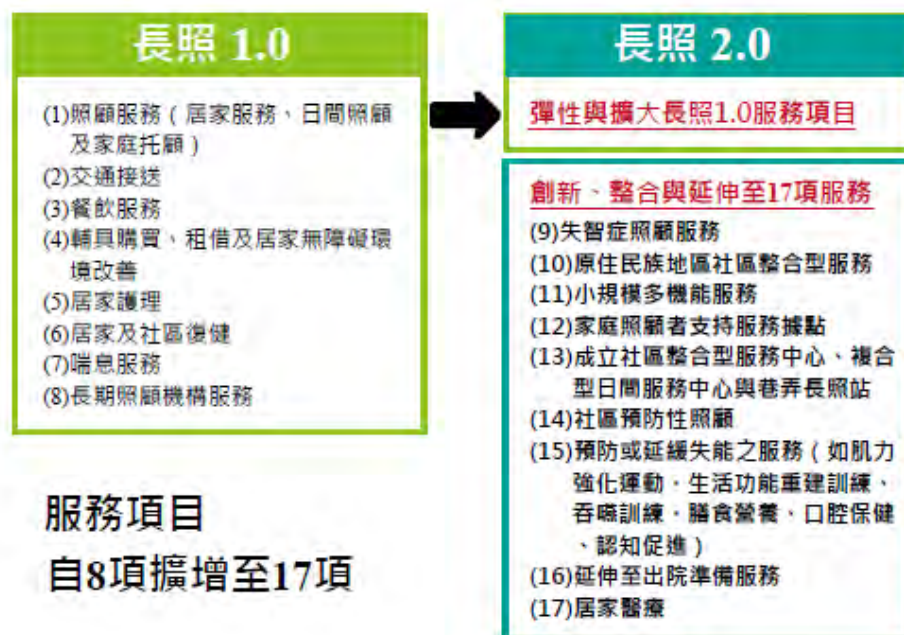 長照 1.0
(1)照顧服務（居家服務、日間照顧
及家庭托顧）
(2)交通接送
(3)餐飲服務
(4)輔具購買、租借及居家無障礙環
境改善
(5)居家護理
(6)居家及社區復健
(7)喘息服務
(8)長期照顧機構服務
服務項目
自8項擴增至17項
長照 2.0
彈性與擴大長照1.0服務項目
創新、整合與延伸至17項服務
(9)失智症照顧服務
(10)原住民族地區社區整合型服務
(11)小規模多機能服務
(12)家庭照顧者支持服務據點
(13)成立社區整合型服務中心、複合
型日間服務中心與巷弄長照站
(14)社區預防性照顧
(15)預防或延緩失能之服務（如肌力
強化運動、生活功能重建訓練、
吞嚥訓練、膳食營養、口腔保健
、認知促進）
(16)延伸至出院準備服務
(17)居家醫療